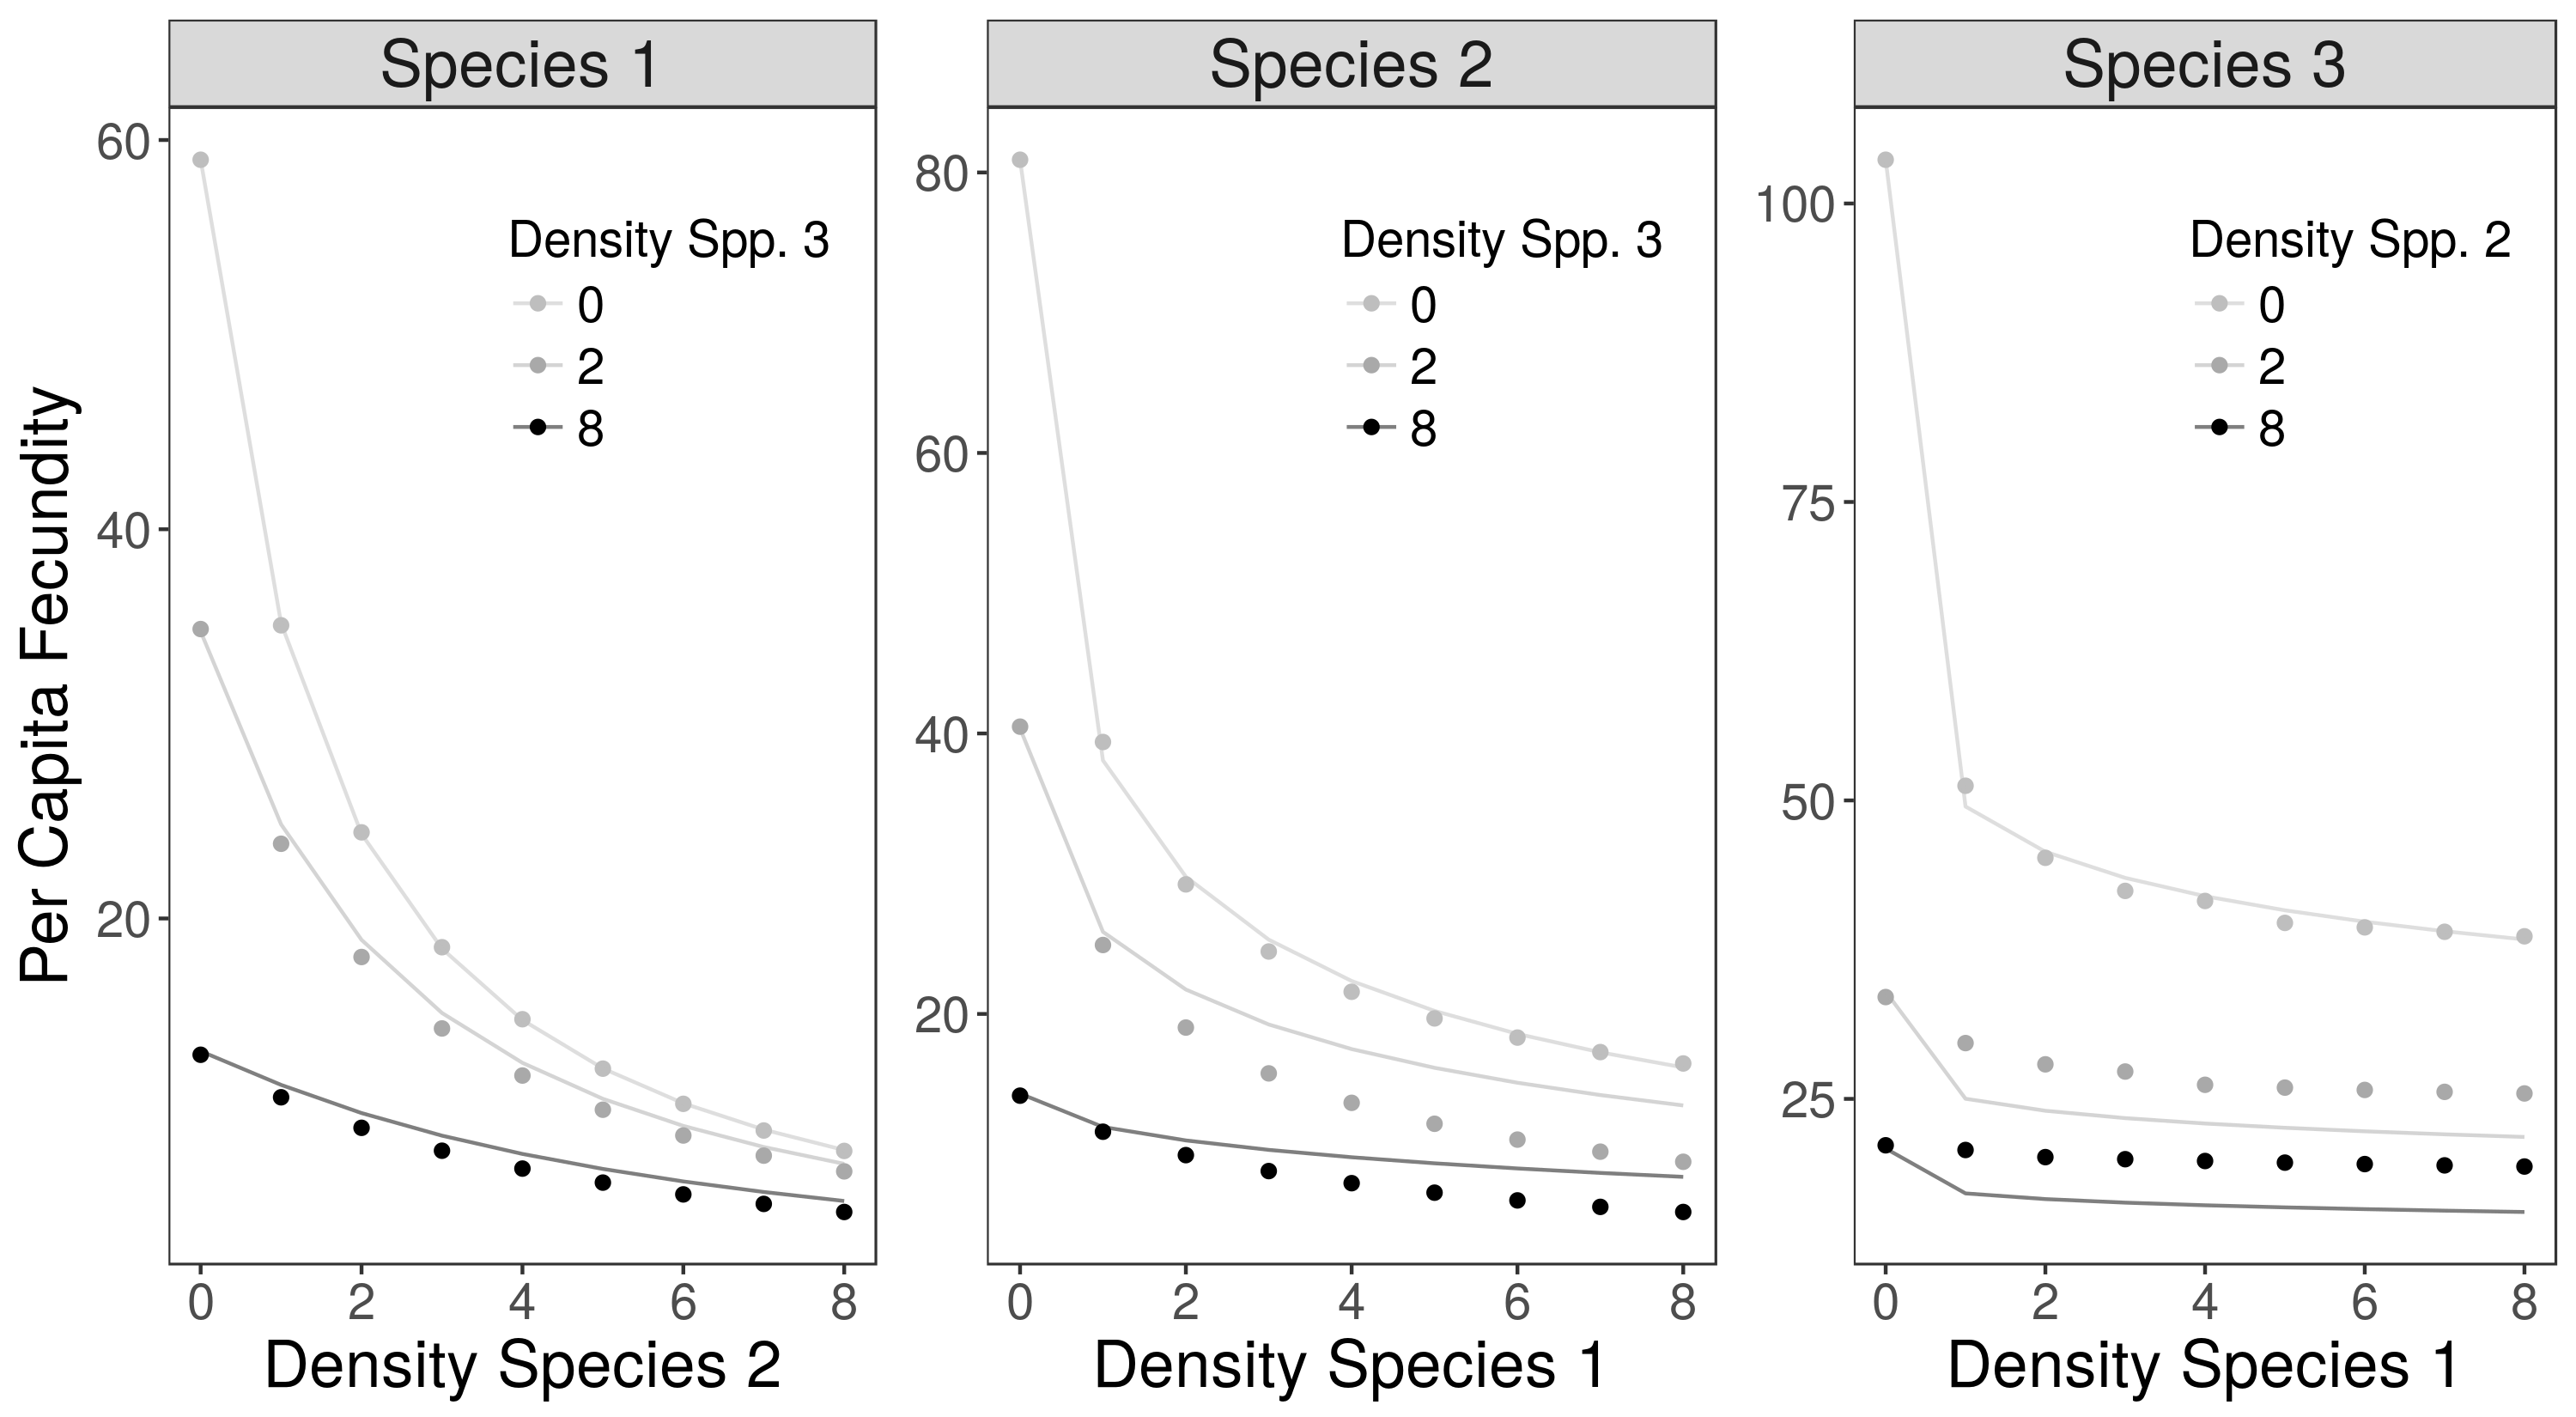 Species 1
Species 2
Species 3
Per Capita Fecundity
60
40
20
Density Spp. 3
0
2
8
0 2 4 6 8
Density Species 2
80
60
40
20
Density Spp. 3
0
2
8
0 2 4 6 8
Density Species 1
100
75
50
25
Density Spp. 2
0
2
8
0 2 4 6 8
Density Species 1